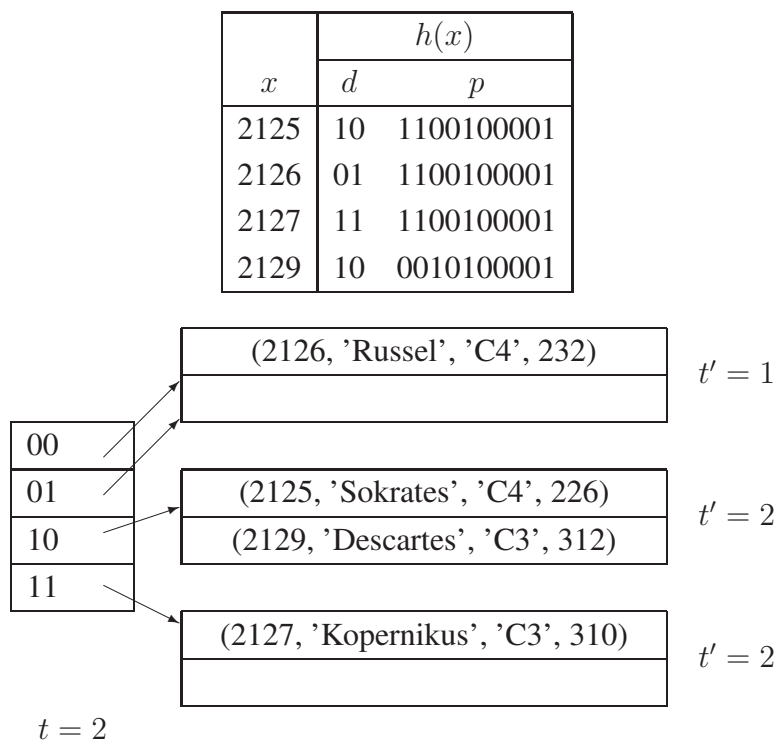 h(x)
x d p
2125 10 1100100001
2126 01 1100100001
2127 11 1100100001
2129 10 0010100001
(2126, 'Russel', 'C4', 232)
t' = 1
00
01
10
11
(2125, 'Sokrates', 'C4', 226)
(2129, 'Descartes', 'C3', 312)
t' = 2
(2127, 'Kopernikus', 'C3', 310)
t' = 2
t = 2